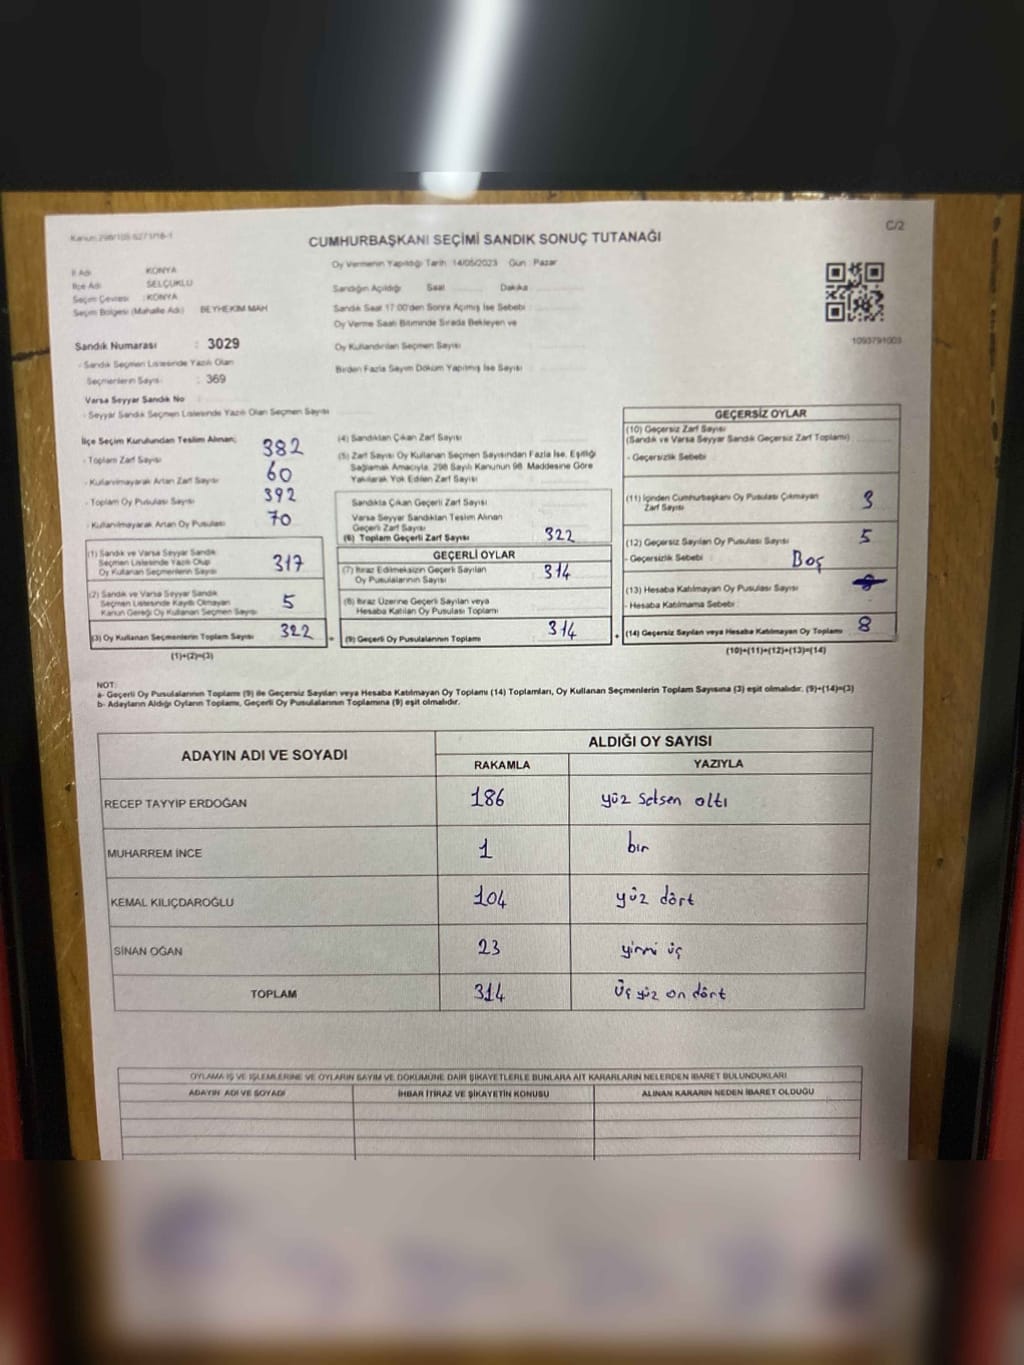 Kanun:298/105-6271/16-1
C/2
CUMHURBAŞKANI SEÇİMİ SANDIK SONUÇ TUTANAĞI
İl Adı : KONYA
İlçe Adı : SELÇUKLU
Seçim Çevresi : KONYA
Seçim Bölgesi (Mahalle Adı) : BEYHEKİM MAH
Sandık Numarası : 3029
- Sandık Seçmen Listesinde Yazılı Olan
Seçmenlerin Sayısı : 369
Varsa Seyyar Sandık No
- Seyyar Sandık Seçmen Listesinde Yazılı Olan Seçmen Sayısı
Oy Vermenin Yapıldığı Tarih : 14/05/2023 Gün : Pazar
Sandığın Açıldığı Saat Dakika
Sandık Saat 17:00'den Sonra Açılmış İse Sebebi
Oy Verme Saati Bitiminde Sırada Bekleyen ve
Oy Kullandırılan Seçmen Sayısı
Birden Fazla Sayım Döküm Yapılmış İse Sayısı
1093791003
İlçe Seçim Kurulundan Teslim Alınan;
- Toplam Zarf Sayısı 382
- Kullanılmayarak Artan Zarf Sayısı 60
- Toplam Oy Pusulası Sayısı 392
- Kullanılmayarak Artan Oy Pusulası 70
(1) Sandık ve Varsa Seyyar Sandık
Seçmen Listesinde Yazılı Olup
Oy Kullanan Seçmenlerin Sayısı 317
(2) Sandık ve Varsa Seyyar Sandık
Seçmen Listesinde Kayıtlı Olmayan
Kanun Gereği Oy Kullanan Seçmen Sayısı 5
(3) Oy Kullanan Seçmenlerin Toplam Sayısı 322
(1)+(2)=(3)
(4) Sandıktan Çıkan Zarf Sayısı
(5) Zarf Sayısı Oy Kullanan Seçmen Sayısından Fazla İse, Eşitliği
Sağlamak Amacıyla, 298 Sayılı Kanunun 98. Maddesine Göre
Yakılarak Yok Edilen Zarf Sayısı
Sandıkta Çıkan Geçerli Zarf Sayısı
Varsa Seyyar Sandıktan Teslim Alınan
Geçerli Zarf Sayısı
(6) Toplam Geçerli Zarf Sayısı 322
GEÇERLİ OYLAR
(7) İtiraz Edilmeksizin Geçerli Sayılan
Oy Pusulalarının Sayısı 314
(8) İtiraz Üzerine Geçerli Sayılan veya
Hesaba Katılan Oy Pusulası Toplamı
(9) Geçerli Oy Pusulalarının Toplamı 314
+
=
GEÇERSİZ OYLAR
(10) Geçersiz Zarf Sayısı
(Sandık ve Varsa Seyyar Sandık Geçersiz Zarf Toplamı)
- Geçersizlik Sebebi
(11) İçinden Cumhurbaşkanı Oy Pusulası Çıkmayan
Zarf Sayısı 3
(12) Geçersiz Sayılan Oy Pusulası Sayısı 5
- Geçersizlik Sebebi Boş
(13) Hesaba Katılmayan Oy Pusulası Sayısı
- Hesaba Katılmama Sebebi
(14) Geçersiz Sayılan veya Hesaba Katılmayan Oy Toplamı 8
(10)+(11)+(12)+(13)=(14)
NOT:
a- Geçerli Oy Pusulalarının Toplamı (9) ile Geçersiz Sayılan veya Hesaba Katılmayan Oy Toplamı (14) Toplamları, Oy Kullanan Seçmenlerin Toplam Sayısına (3) eşit olmalıdır. (9)+(14)=(3)
b- Adayların Aldığı Oyların Toplamı, Geçerli Oy Pusulalarının Toplamına (9) eşit olmalıdır.
ADAYIN ADI VE SOYADI
ALDIĞI OY SAYISI
RAKAMLA YAZIYLA
RECEP TAYYİP ERDOĞAN 186 yüz seksen altı
MUHARREM İNCE 1 bir
KEMAL KILIÇDAROĞLU 104 yüz dört
SİNAN OĞAN 23 yirmi üç
TOPLAM 314 Üç yüz on dört
OYLAMA İŞ VE İŞLEMLERİNE VE OYLARIN SAYIM VE DÖKÜMÜNE DAİR ŞİKAYETLERLE BUNLARA AİT KARARLARIN NELERDEN İBARET BULUNDUKLARI
ADAYIN ADI VE SOYADI İHBAR İTİRAZ VE ŞİKAYETİN KONUSU ALINAN KARARIN NEDEN İBARET OLDUĞU